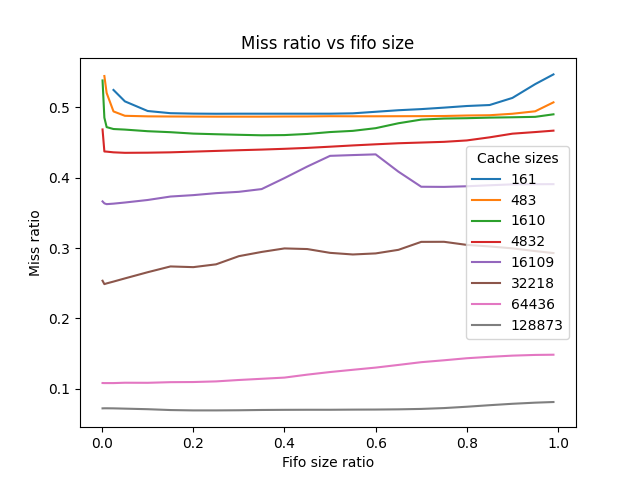 Miss ratio vs fifo size
Miss ratio
0.5
0.4
0.3
0.2
0.1
Cache sizes
161
483
1610
4832
16109
32218
64436
128873
0.0 0.2 0.4 0.6 0.8 1.0
Fifo size ratio